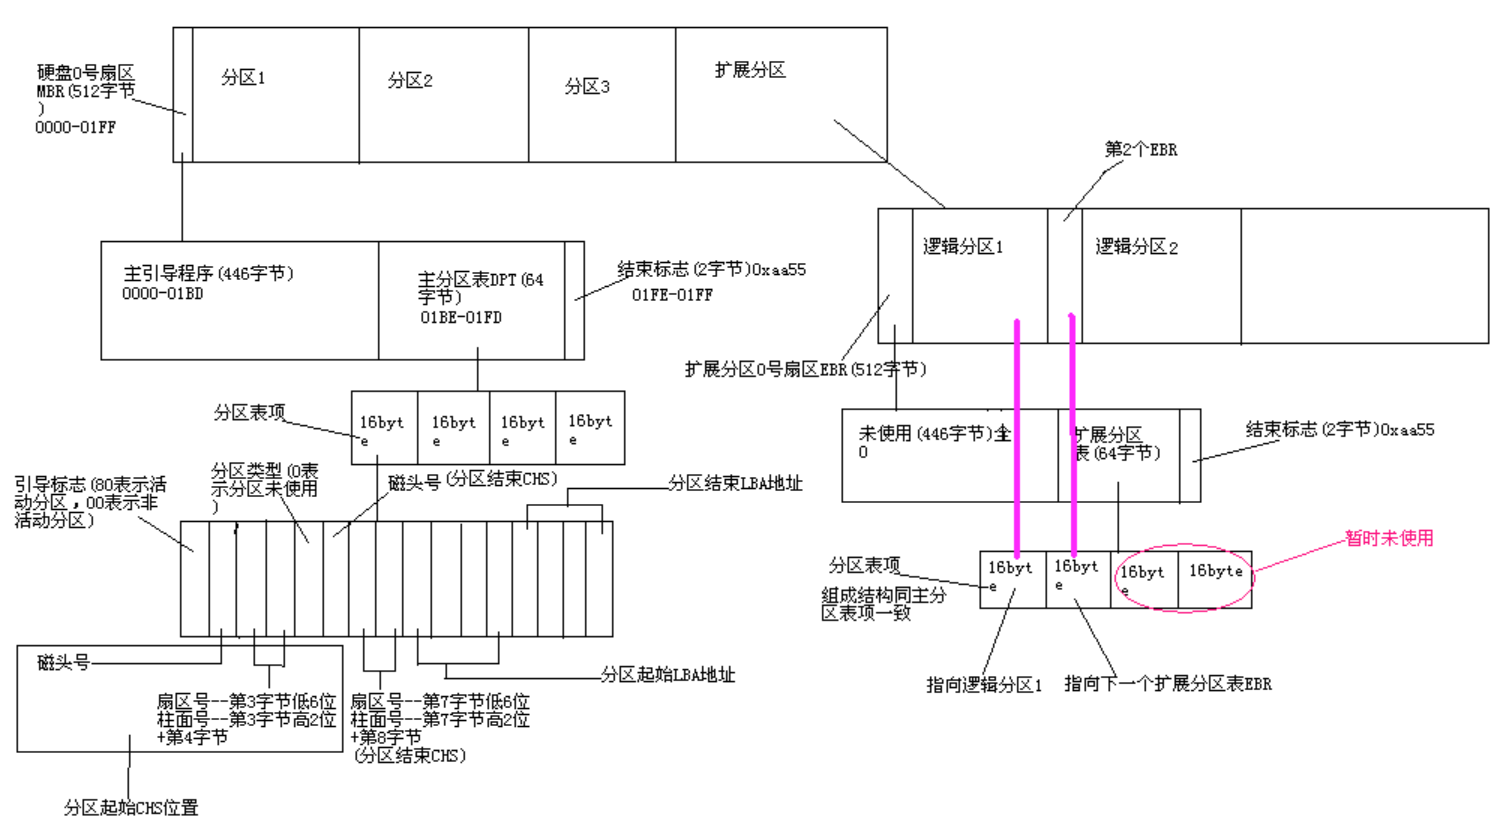 硬盘0号扇区
MBR(512字节
)
0000-01FF
分区1
分区2
分区3
扩展分区
第2个EBR
逻辑分区1
逻辑分区2
主引导程序(446字节)
0000-01BD
主分区表DPT(64
字节)
01BE-01FD
结束标志(2字节)0xaa55
01FE-01FF
扩展分区0号扇区EBR(512字节)
分区表项
16byt
e
16byt
e
16byt
e
16byt
e
未使用(446字节)全
0
扩展分区
表(64字节)
结束标志(2字节)0xaa55
引导标志(80表示活
动分区，00表示非
活动分区)
分区类型(0表
示分区未使用
)
磁头号(分区结束CHS)
分区结束LBA地址
分区表项
组成结构同主分
区表项一致
16byt
e
16byt
e
16byt
e
16byte
暂时未使用
磁头号
扇区号--第3字节低6位
柱面号--第3字节高2位
+第4字节
扇区号--第7字节低6位
柱面号--第7字节高2位
+第8字节
(分区结束CHS)
分区起始LBA地址
指向逻辑分区1
指向下一个扩展分区表EBR
分区起始CHS位置